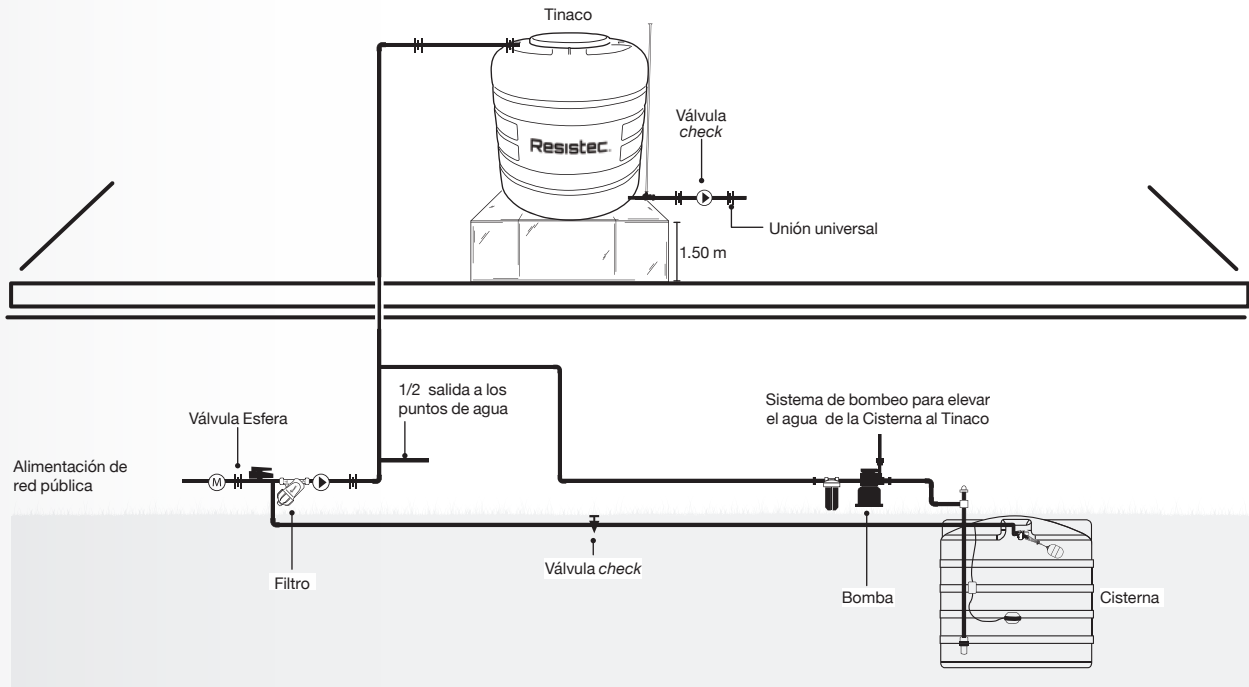 Tinaco
Válvula
check
Resistec
Unión universal
1.50 m
1/2 salida a los
puntos de agua
Sistema de bombeo para elevar
el agua de la Cisterna al Tinaco
Válvula Esfera
Alimentación de
red pública
M
Válvula check
Filtro
Bomba
Cisterna